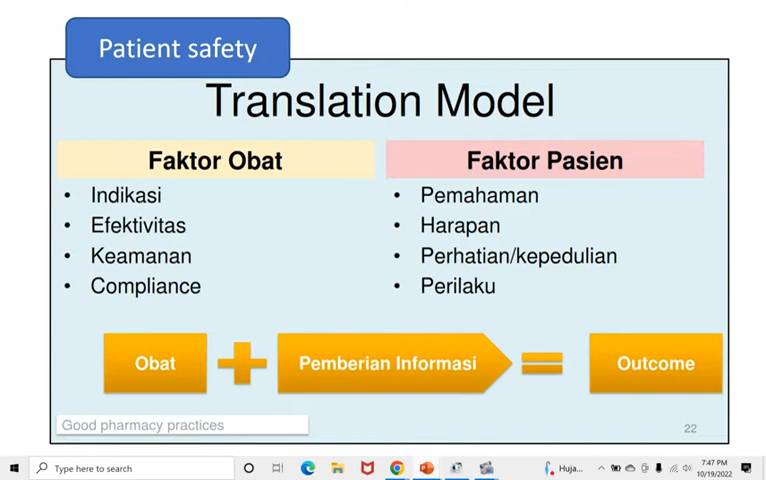 Patient safety
Translation Model
Faktor Obat
• Indikasi
• Efektivitas
• Keamanan
• Compliance
Faktor Pasien
• Pemahaman
• Harapan
• Perhatian/kepedulian
• Perilaku
Obat
Pemberian Informasi
Outcome
Good pharmacy practices
22
Type here to search
Huja...
7:47 PM
10/19/2022